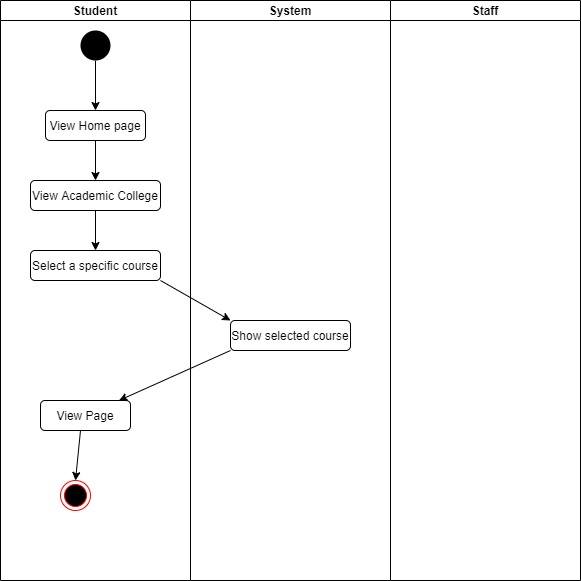 Student
System
Staff
View Home page
View Academic College
Select a specific course
Show selected course
View Page